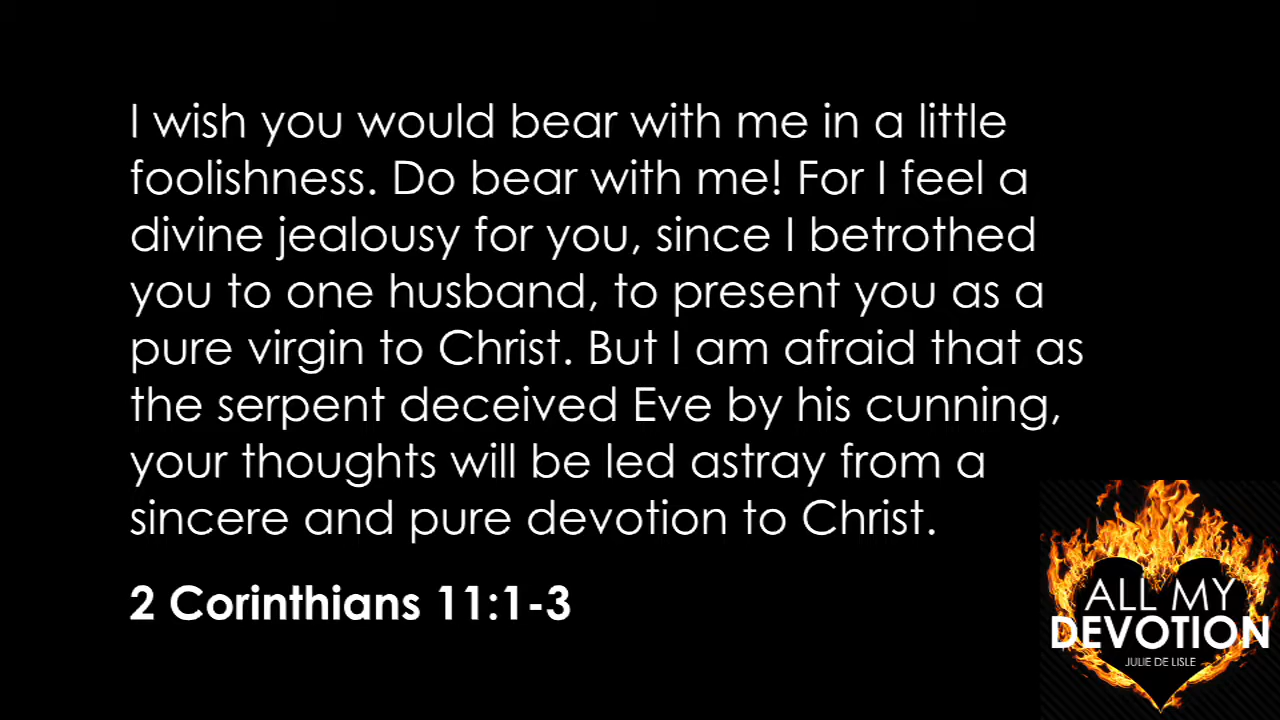 I wish you would bear with me in a little
foolishness. Do bear with me! For I feel a
divine jealousy for you, since I betrothed
you to one husband, to present you as a
pure virgin to Christ. But I am afraid that as
the serpent deceived Eve by his cunning,
your thoughts will be led astray from a
sincere and pure devotion to Christ.
2 Corinthians 11:1-3
ALL MY
DEVOTION
JULIE DE LISLE